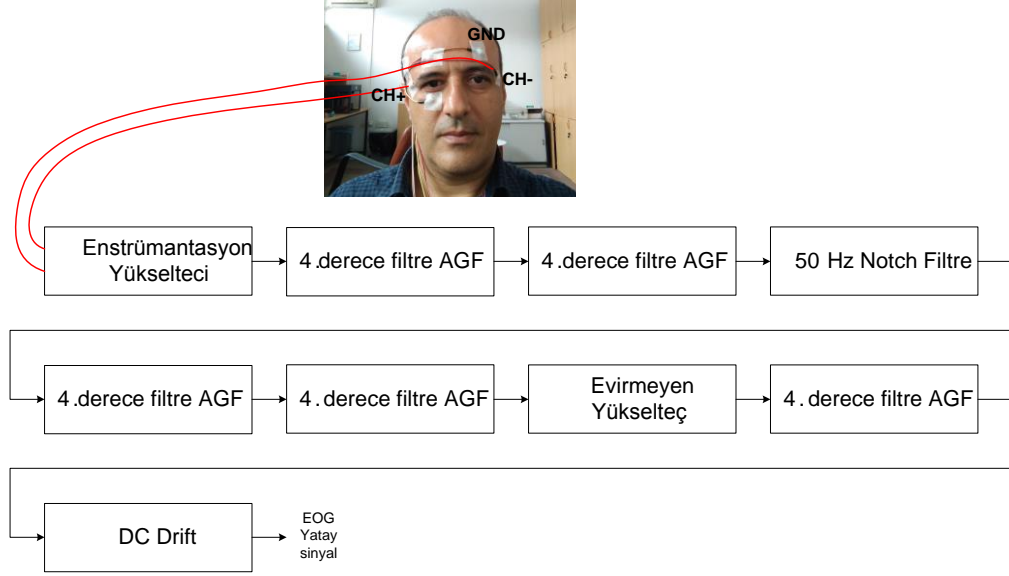 GND
CH-
CH+
Enstrümantasyon
Yükselteci
4.derece filtre AGF
4.derece filtre AGF
50 Hz Notch Filtre
4.derece filtre AGF
4. derece filtre AGF
Evirmeyen
Yükselteç
4. derece filtre AGF
DC Drift
EOG
Yatay
sinyal